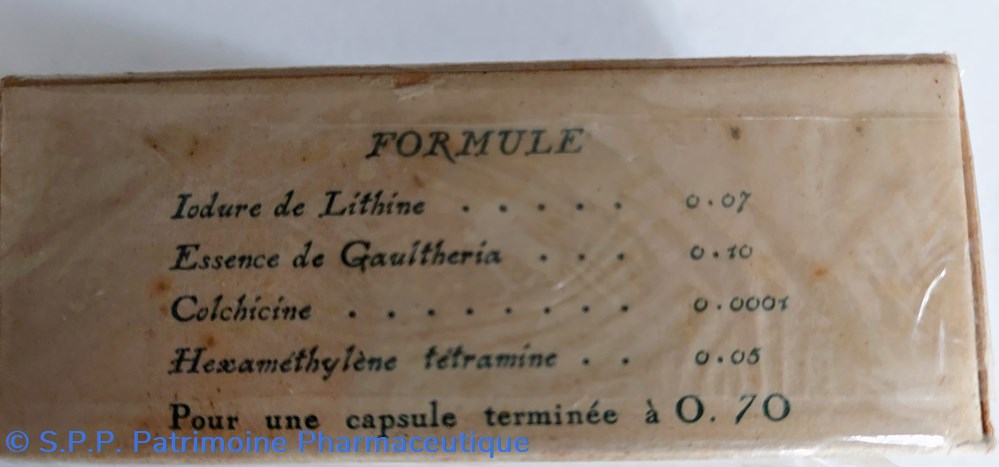 FORMULE
Iodure de Lithine . . . . . 0.07
Essence de Gaultheria . . . 0.10
Colchicine . . . . . . . . 0.0001
Hexaméthylène tétramine . . 0.05
Pour une capsule terminée à 0.70
© S.P.P. Patrimoine Pharmaceutique